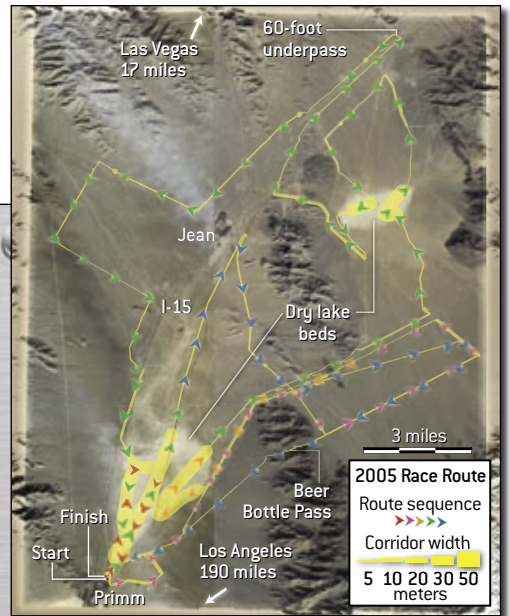 Las Vegas
17 miles
60-foot
underpass
Jean
I-15
Dry lake
beds
3 miles
Beer
Bottle Pass
Finish
Start
Primm
Los Angeles
190 miles
2005 Race Route
Route sequence
Corridor width
5 10 20 30 50
meters